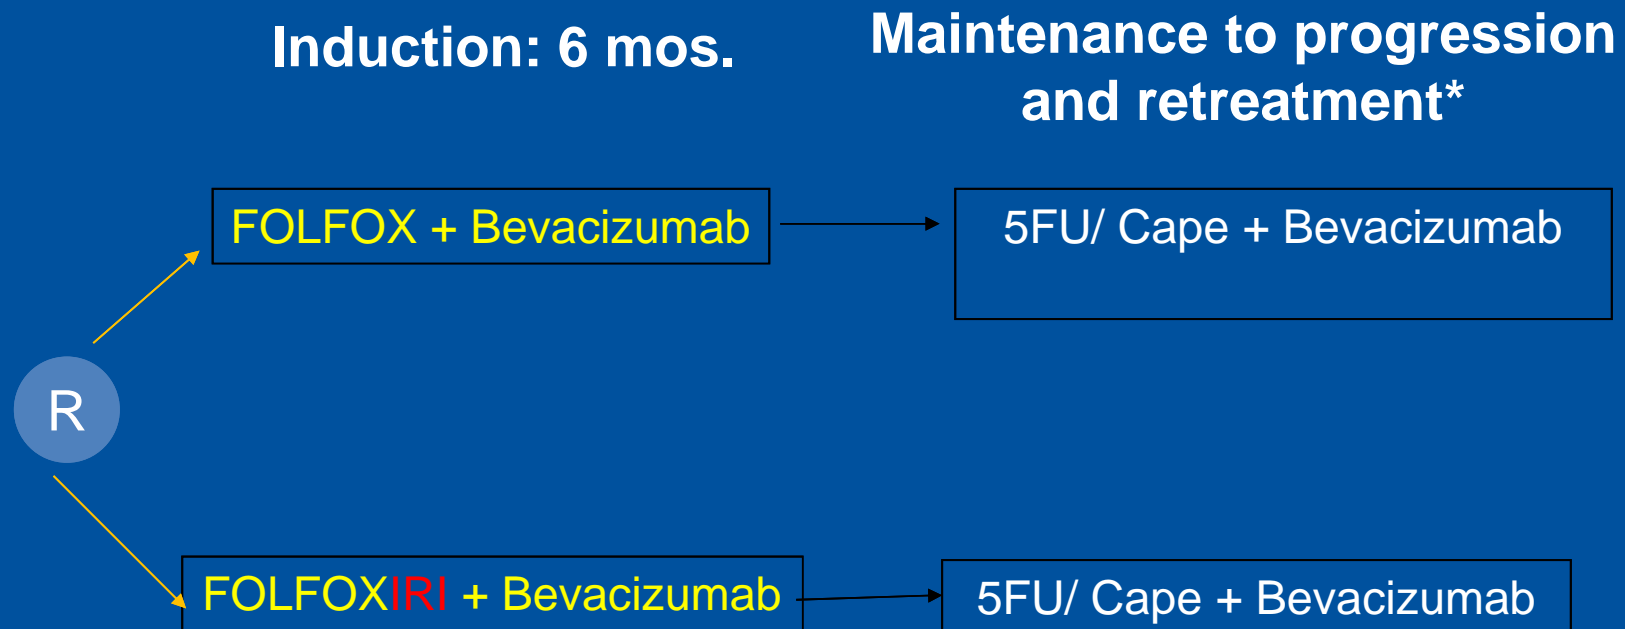 Induction: 6 mos.
Maintenance to progression
and retreatment*
FOLFOX + Bevacizumab
5FU/ Cape + Bevacizumab
R
FOLFOXIRI + Bevacizumab
5FU/ Cape + Bevacizumab